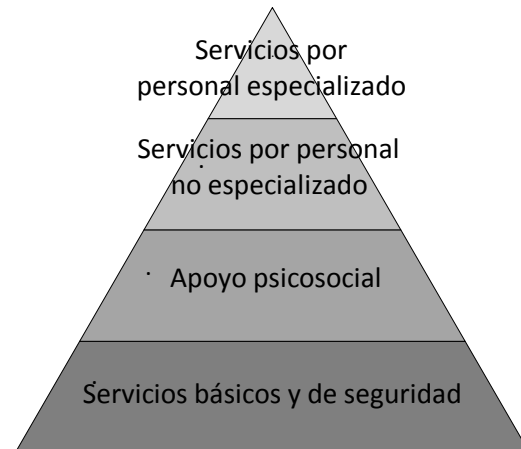 Servicios por
personal especializado
Servicios por personal
no especializado
Apoyo psicosocial
Servicios básicos y de seguridad